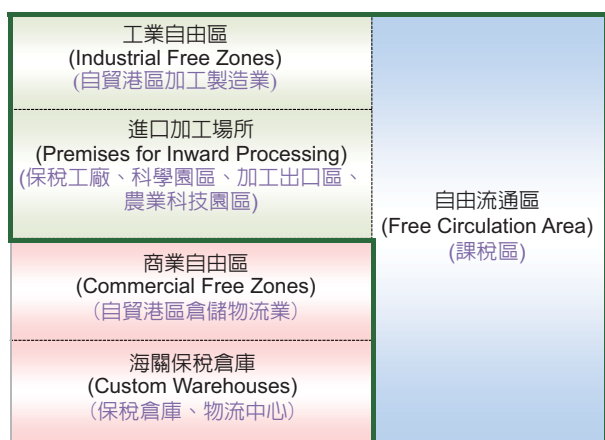 工業自由區
(Industrial Free Zones)
(自貿港區加工製造業)
進口加工場所
(Premises for Inward Processing)
(保稅工廠、科學園區、加工出口區、
農業科技園區)
商業自由區
(Commercial Free Zones)
(自貿港區倉儲物流業)
海關保稅倉庫
(Custom Warehouses)
(保稅倉庫、物流中心)
自由流通區
(Free Circulation Area)
(課稅區)